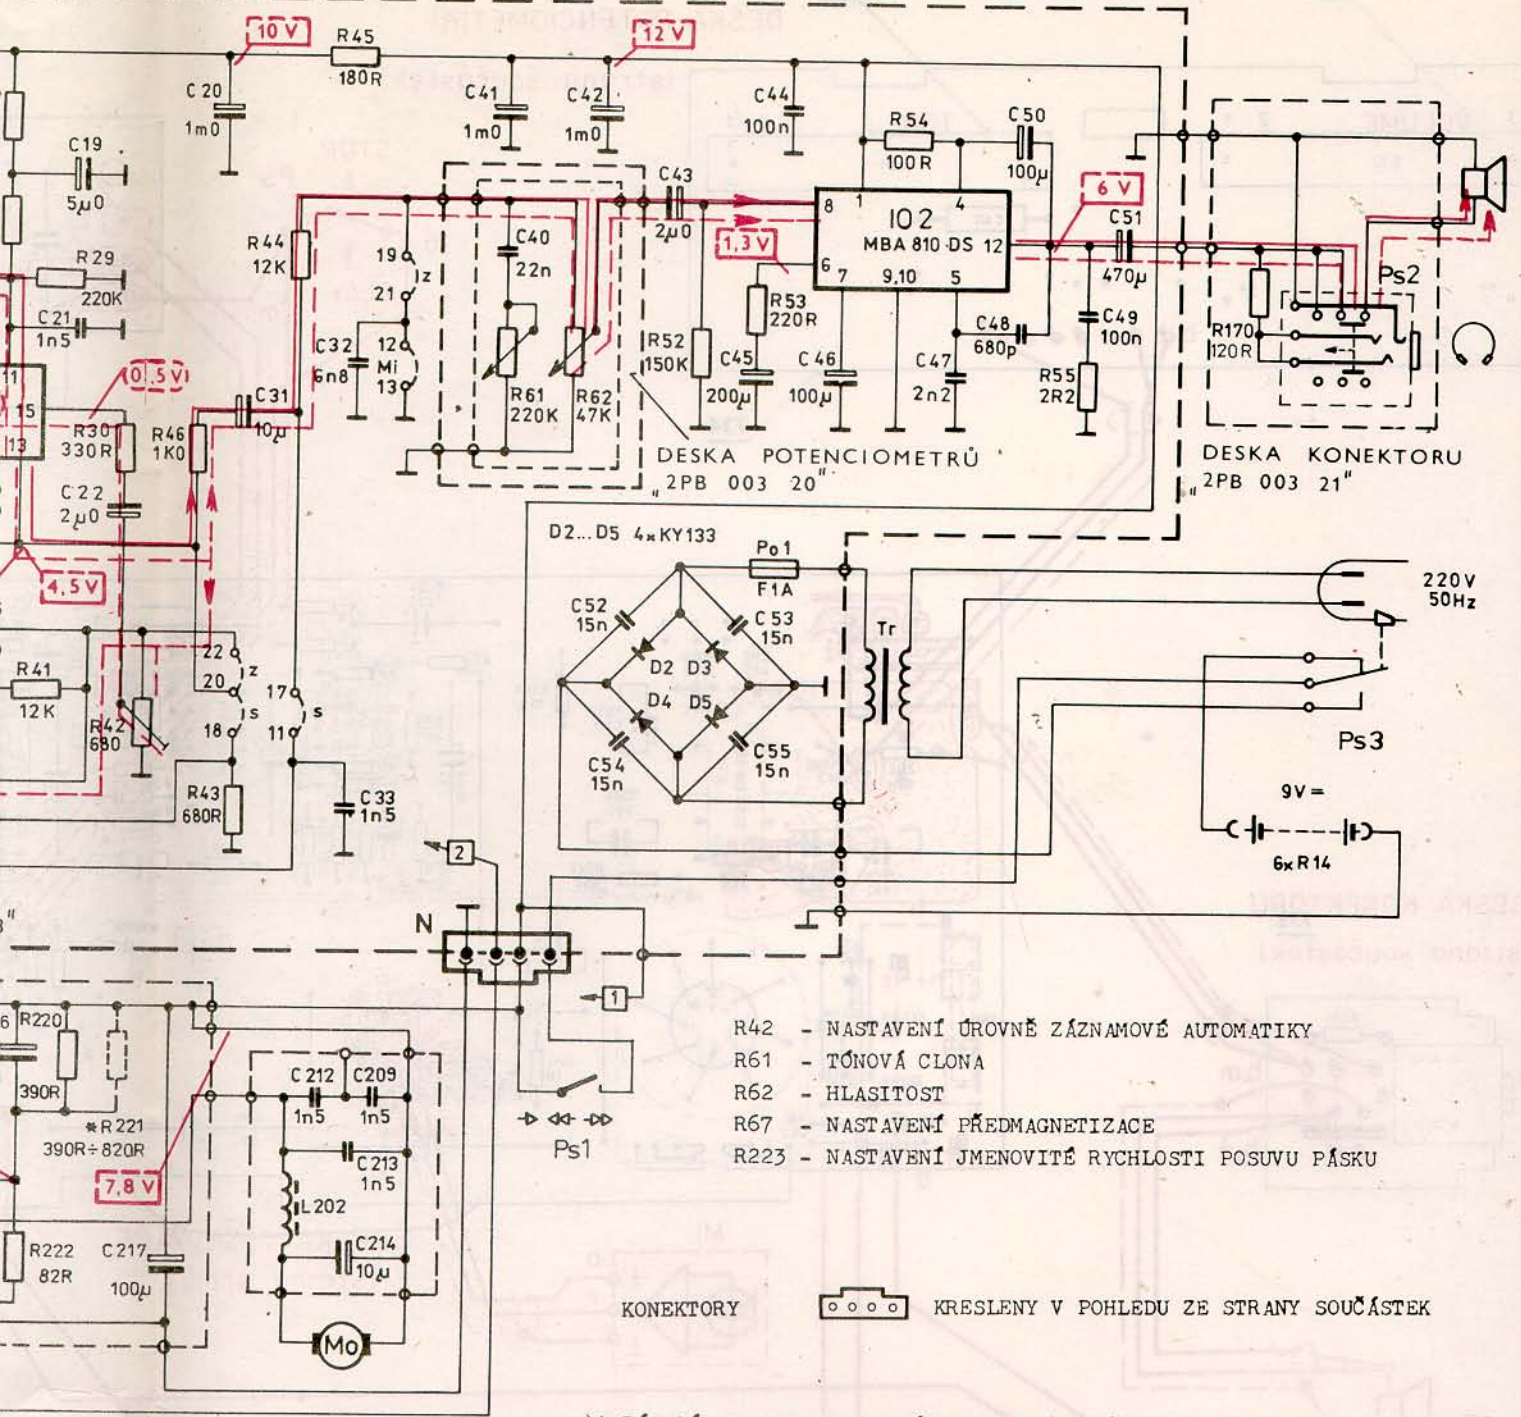 10 V
R45
180R
12 V
C20
1m0
C41
1m0
C42
1m0
C44
100n
R54
100R
C50
100µ
C19
5µ0
C43
2µ0
6 V
R44
12K
C40
22n
19
z
21
1,3 V
8
1
4
IO2
MBA 810 DS
12
6
7
9,10
5
C51
470µ
Ps2
R29
220K
C21
1n5
C32
6n8
12
Mi
13
R61
220K
R62
47K
R52
150K
R53
220R
C45
200µ
C46
100µ
C47
2n2
C48
680p
C49
100n
R55
2R2
R170
120R
11
15
13
0,5V
R30
330R
R46
1K0
C31
10µ
C22
2µ0
DESKA POTENCIOMETRŮ
"2PB 003 20"
DESKA KONEKTORU
"2PB 003 21"
4,5 V
D2...D5 4×KY133
Po1
F1A
C52
15n
C53
15n
D2
D3
D4
D5
C54
15n
C55
15n
Tr
220V
50Hz
Ps3
9V=
6xR14
R41
12K
R42
680
22
z
20
s
18
17
s
11
R43
680R
C33
1n5
2
N
1
6
R220
390R
*R221
390R÷820R
C212
1n5
C209
1n5
Ps1
R42 - NASTAVENÍ ÚROVNĚ ZÁZNAMOVÉ AUTOMATIKY
R61 - TÓNOVÁ CLONA
R62 - HLASITOST
R67 - NASTAVENÍ PŘEDMAGNETIZACE
R223 - NASTAVENÍ JMENOVITÉ RYCHLOSTI POSUVU PÁSKU
7,8 V
C213
1n5
L202
R222
82R
C217
100µ
C214
10µ
Mo
KONEKTORY
KRESLENY V POHLEDU ZE STRANY SOUČÁSTEK